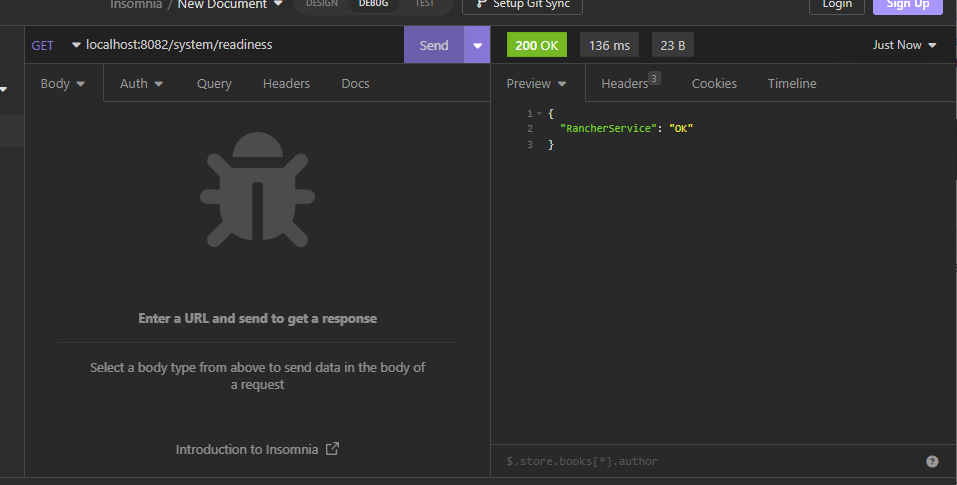 Insomnia / New Document DESIGN DEBUG TEST Setup Git Sync Login Sign Up
GET localhost:8082/system/readiness Send 200 OK 136 ms 23 B Just Now
Body Auth Query Headers Docs Preview Headers 3 Cookies Timeline
1 {
2 "RancherService": "OK"
3 }
Enter a URL and send to get a response
Select a body type from above to send data in the body of
a request
Introduction to Insomnia
$.store.books[*].author ?